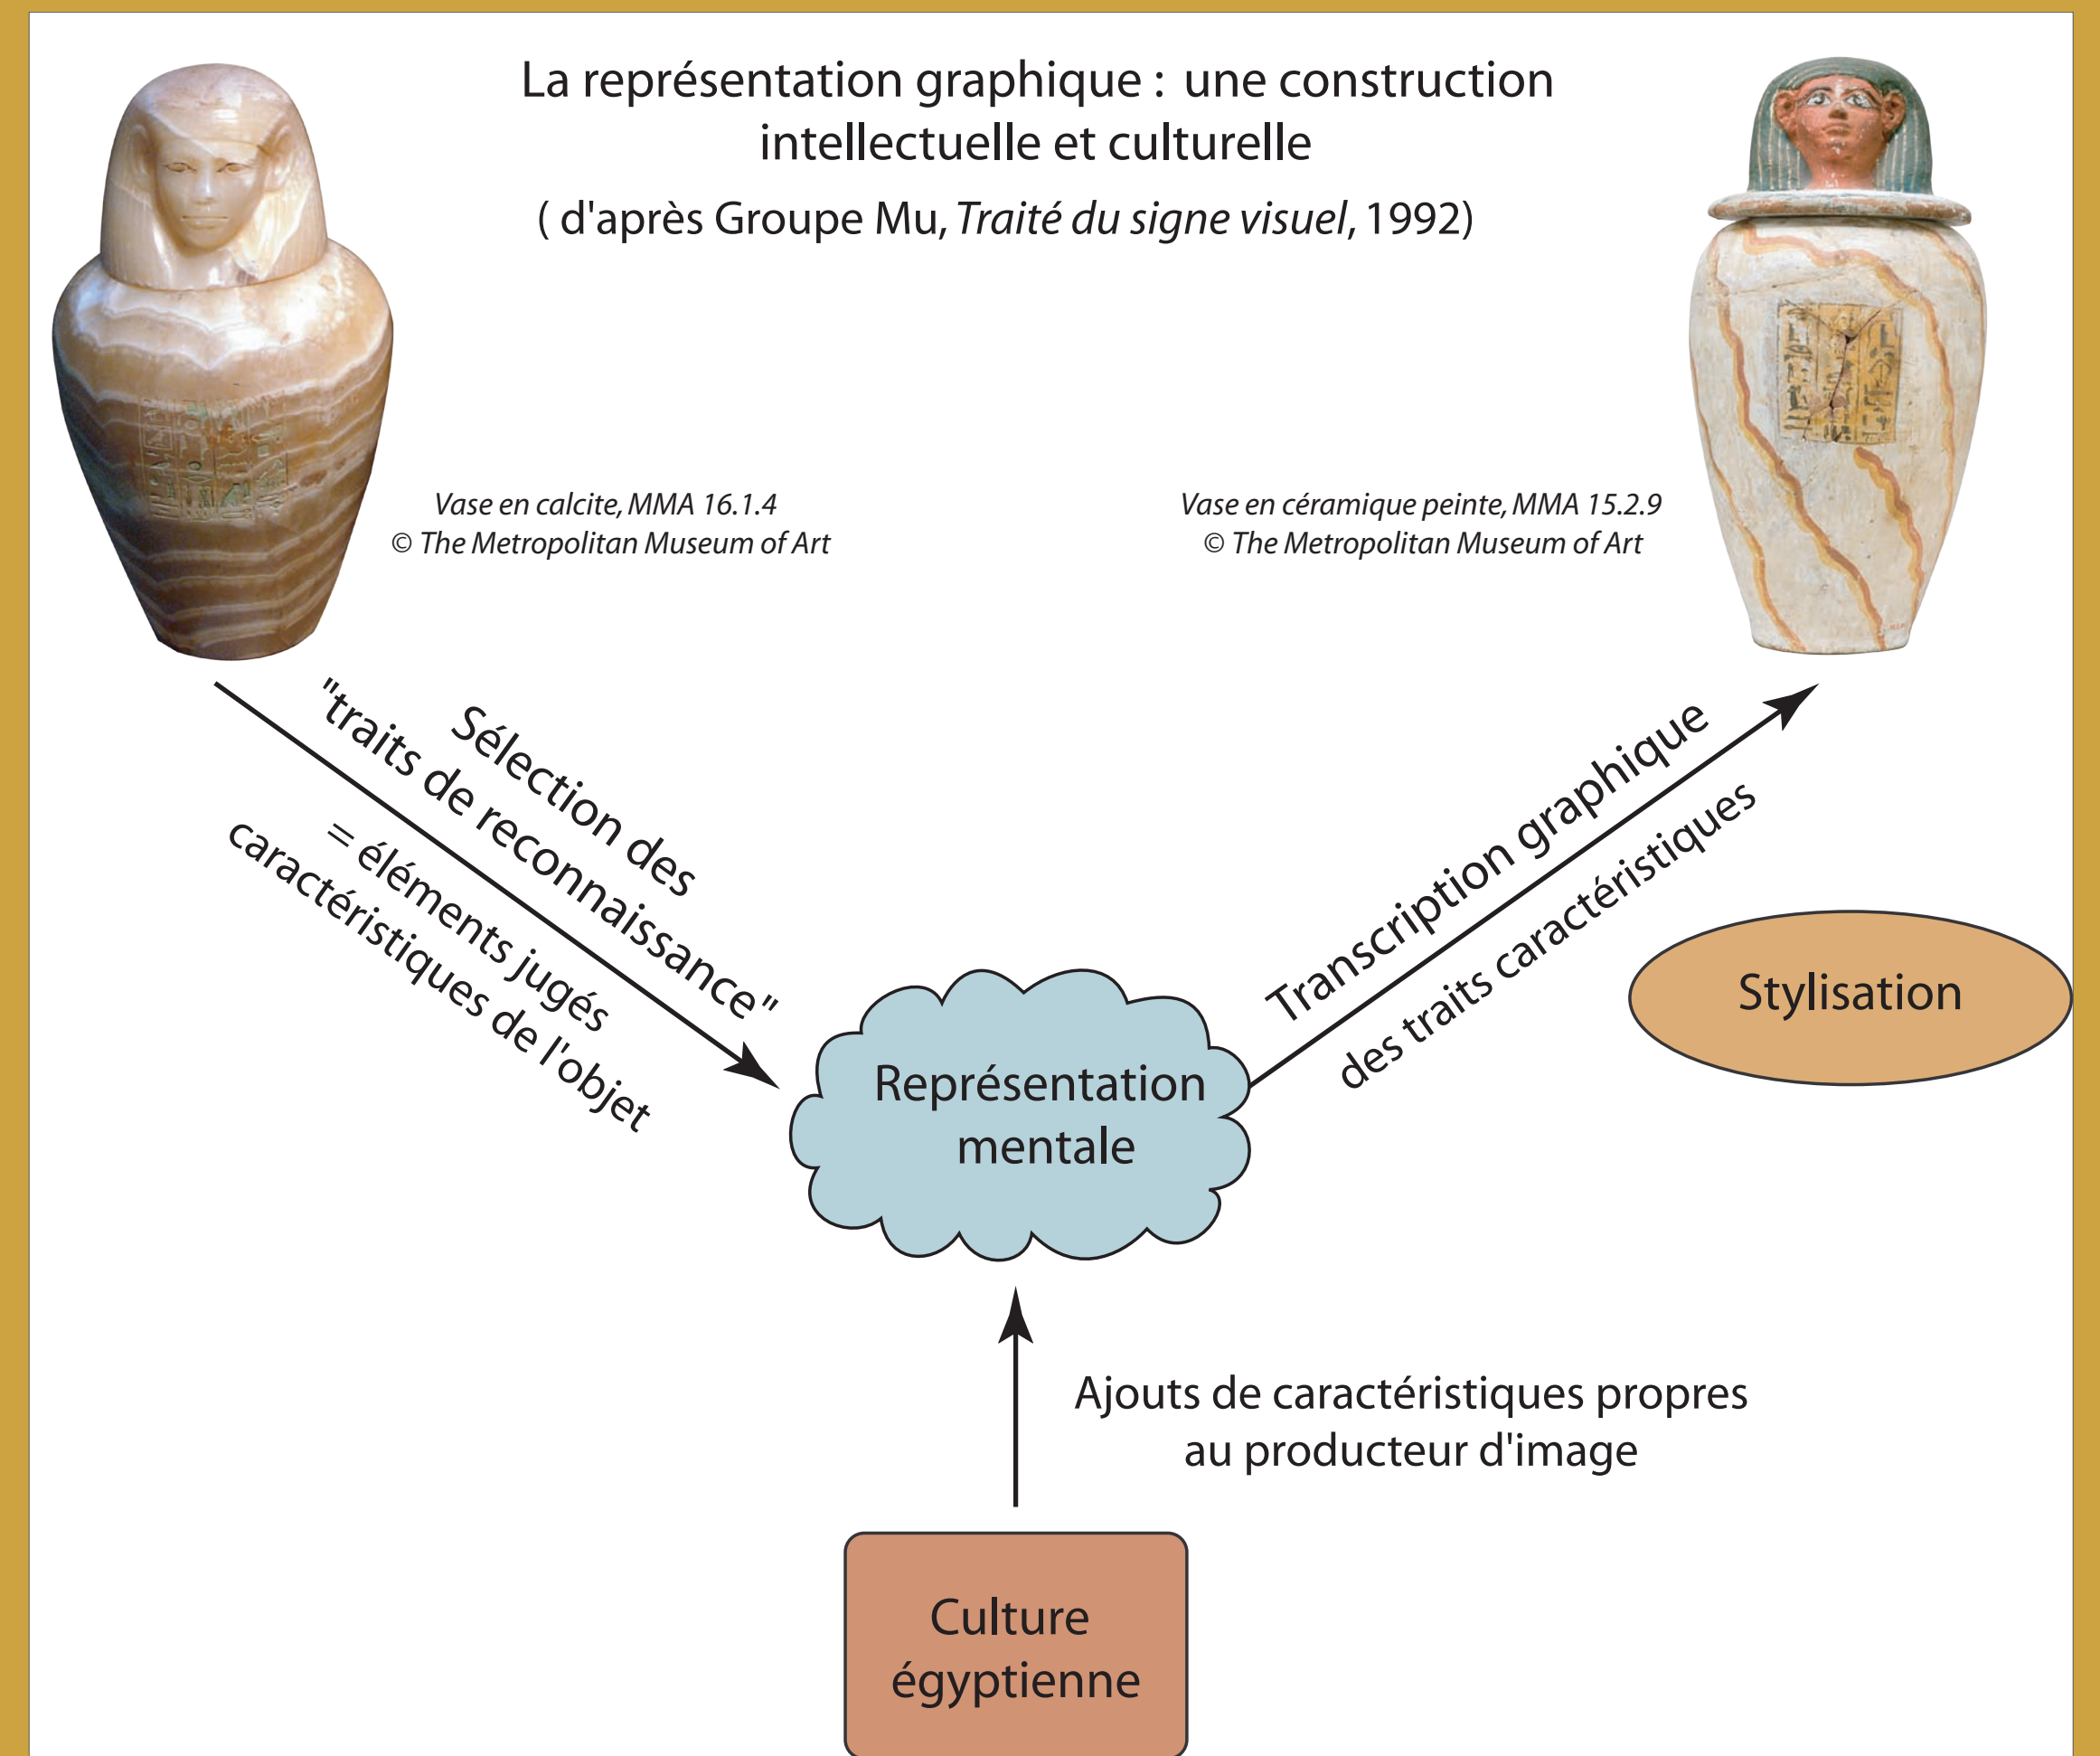 La représentation graphique : une construction
intellectuelle et culturelle
( d'après Groupe Mu, Traité du signe visuel, 1992)
Vase en calcite, MMA 16.1.4
© The Metropolitan Museum of Art
Vase en céramique peinte, MMA 15.2.9
© The Metropolitan Museum of Art
Sélection des
"traits de reconnaissance"
= éléments jugés
caractéristiques de l'objet
Transcription graphique
des traits caractéristiques
Stylisation
Représentation
mentale
Ajouts de caractéristiques propres
au producteur d'image
Culture
égyptienne